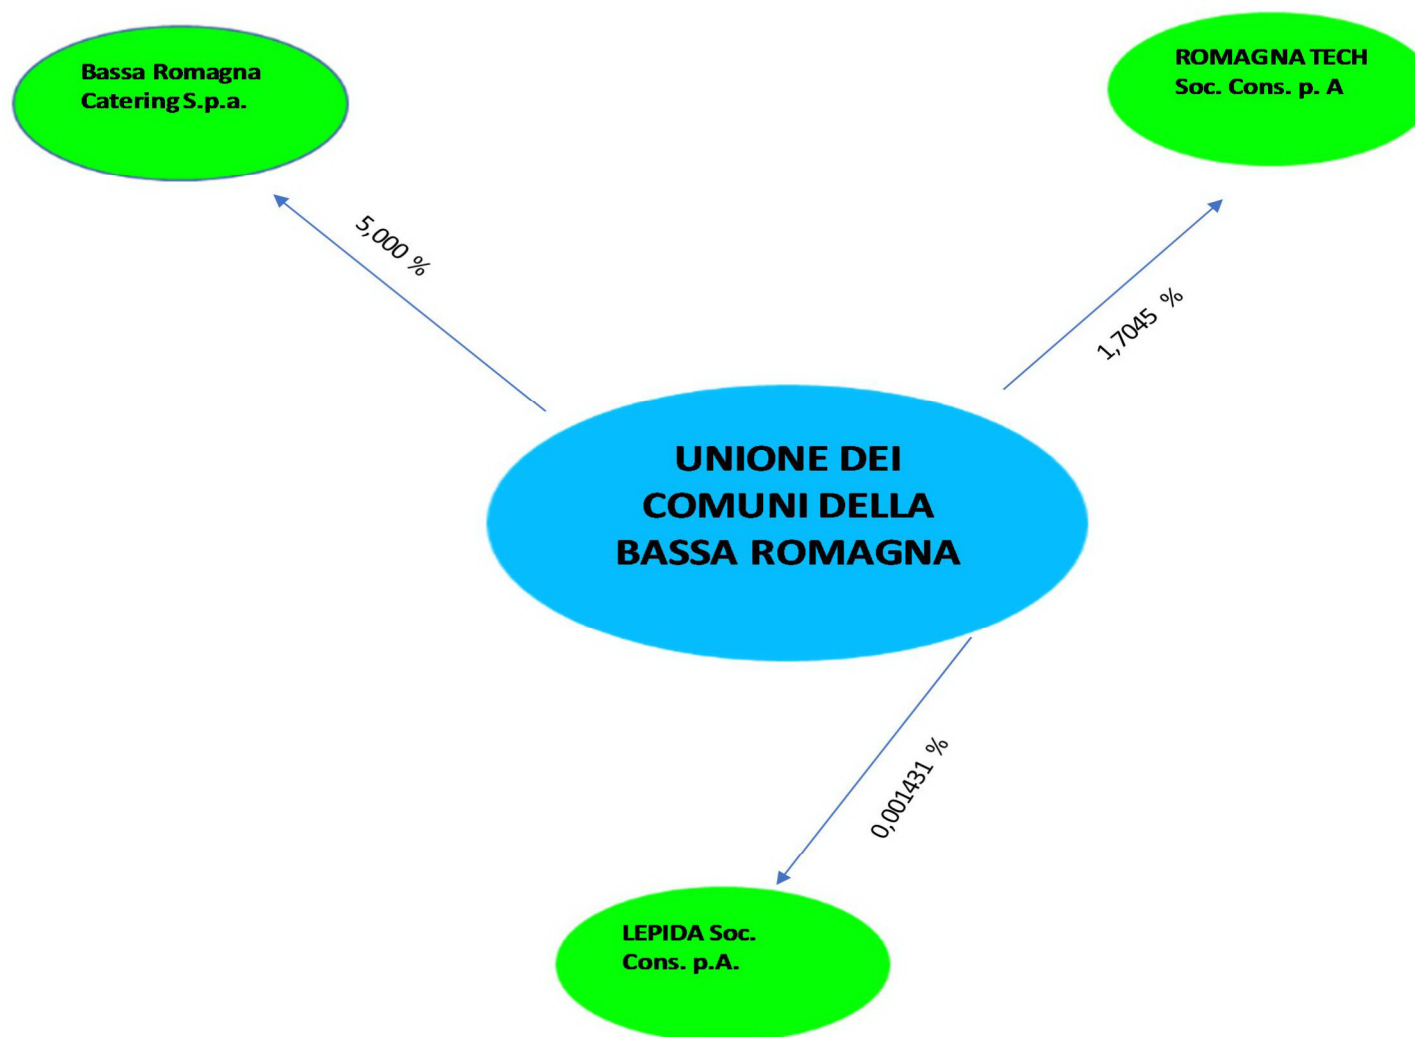 Bassa Romagna
Catering S.p.a.
ROMAGNA TECH
Soc. Cons. p. A
5,000 %
1,7045 %
UNIONE DEI
COMUNI DELLA
BASSA ROMAGNA
0,001431 %
LEPIDA Soc.
Cons. p.A.